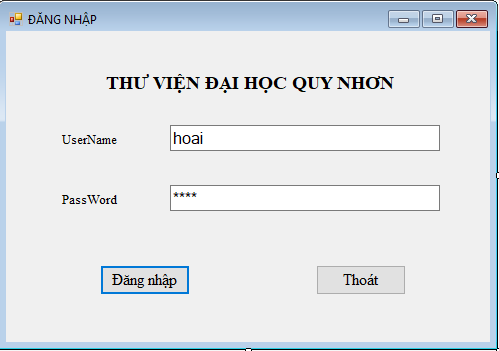 ĐĂNG NHẬP
THƯ VIỆN ĐẠI HỌC QUY NHƠN
UserName hoai
PassWord ****
Đăng nhập Thoát